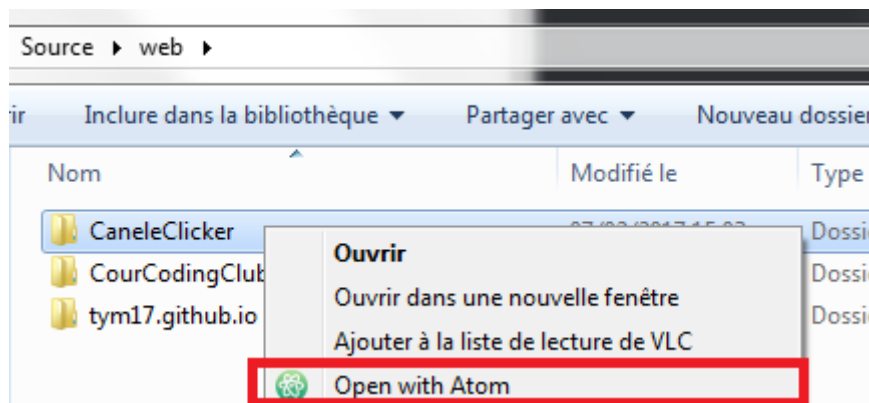 Source ▸ web ▸
ir Inclure dans la bibliothèque ▾ Partager avec ▾ Nouveau dossier
Nom Modifié le Type
CaneleClicker Dossi
CourCodingClub Dossi
tym17.github.io Dossi
Ouvrir
Ouvrir dans une nouvelle fenêtre
Ajouter à la liste de lecture de VLC
Open with Atom